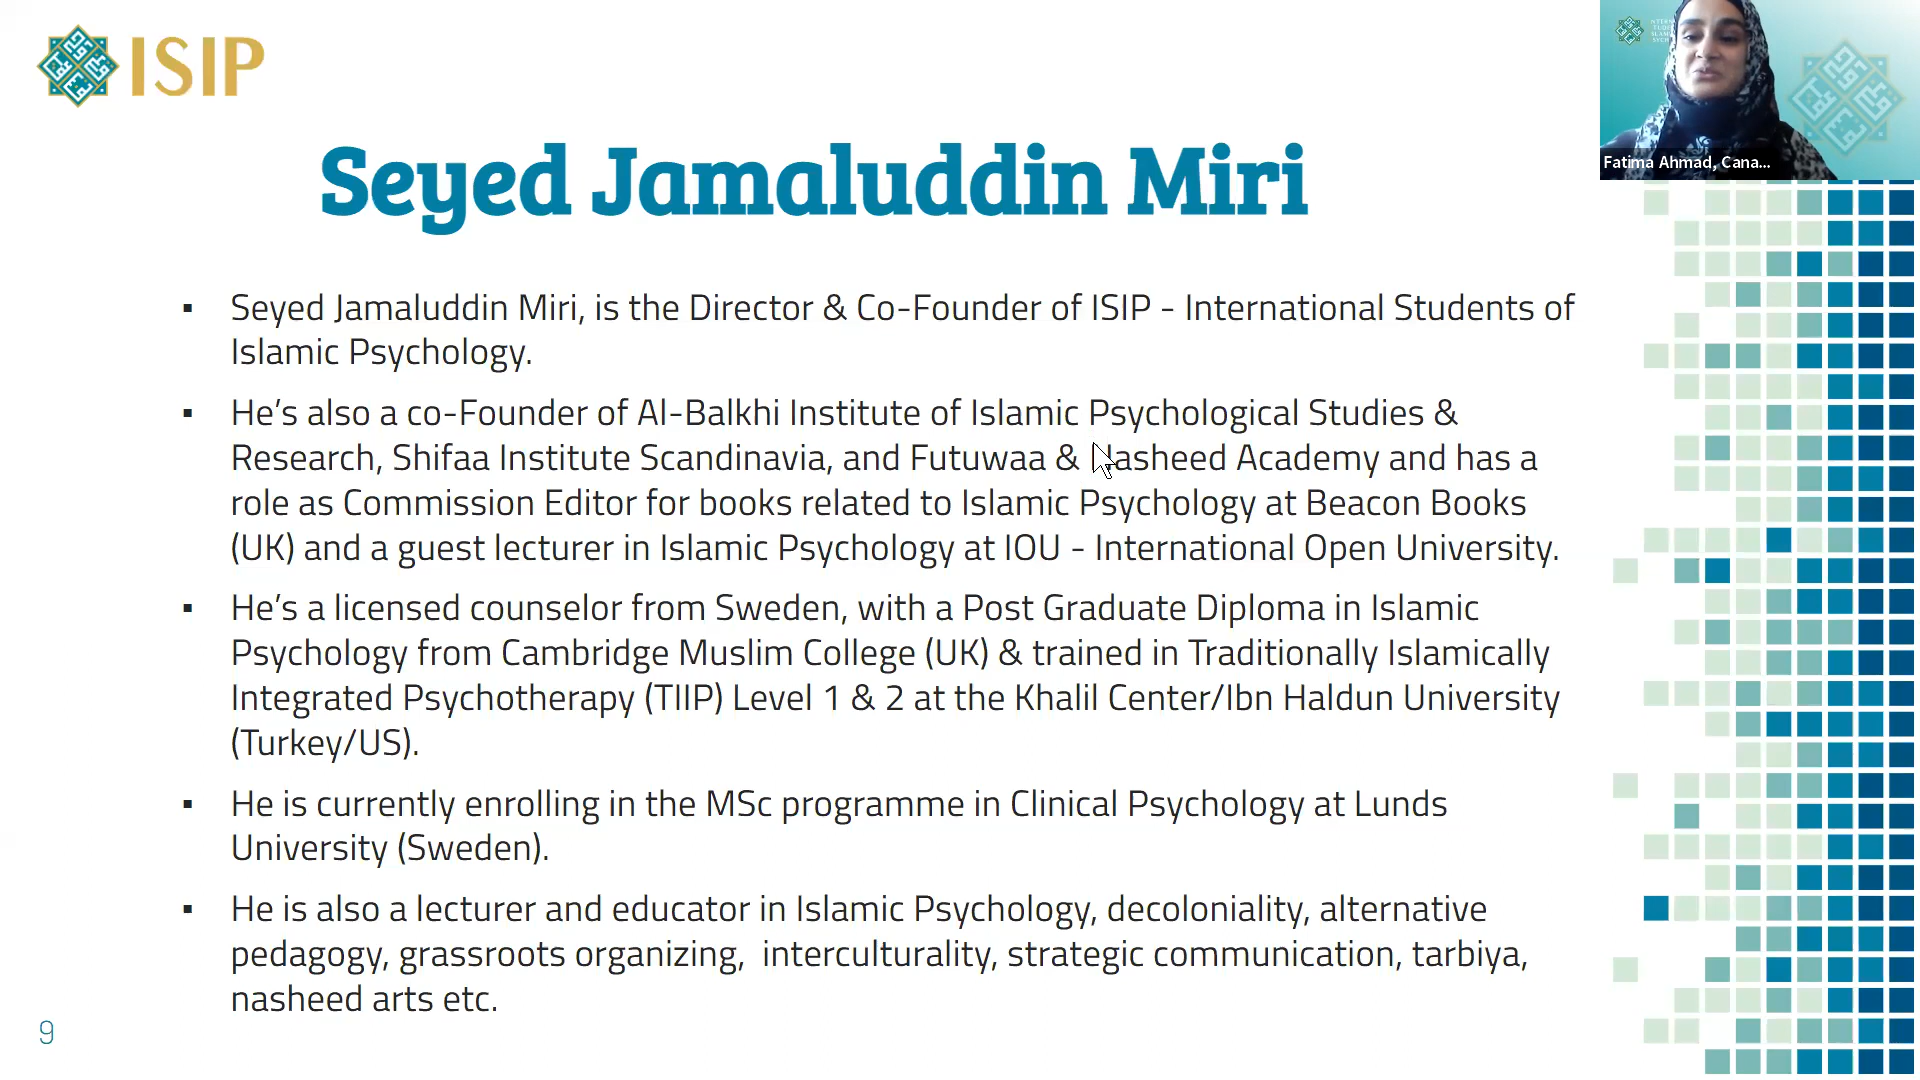 ISIP
Fatima Ahmad, Cana...
Seyed Jamaluddin Miri
▪ Seyed Jamaluddin Miri, is the Director & Co-Founder of ISIP - International Students of
Islamic Psychology.
▪ He's also a co-Founder of Al-Balkhi Institute of Islamic Psychological Studies &
Research, Shifaa Institute Scandinavia, and Futuwaa & Nasheed Academy and has a
role as Commission Editor for books related to Islamic Psychology at Beacon Books
(UK) and a guest lecturer in Islamic Psychology at IOU - International Open University.
▪ He's a licensed counselor from Sweden, with a Post Graduate Diploma in Islamic
Psychology from Cambridge Muslim College (UK) & trained in Traditionally Islamically
Integrated Psychotherapy (TIIP) Level 1 & 2 at the Khalil Center/Ibn Haldun University
(Turkey/US).
▪ He is currently enrolling in the MSc programme in Clinical Psychology at Lunds
University (Sweden).
▪ He is also a lecturer and educator in Islamic Psychology, decoloniality, alternative
pedagogy, grassroots organizing,  interculturality, strategic communication, tarbiya,
nasheed arts etc.
9